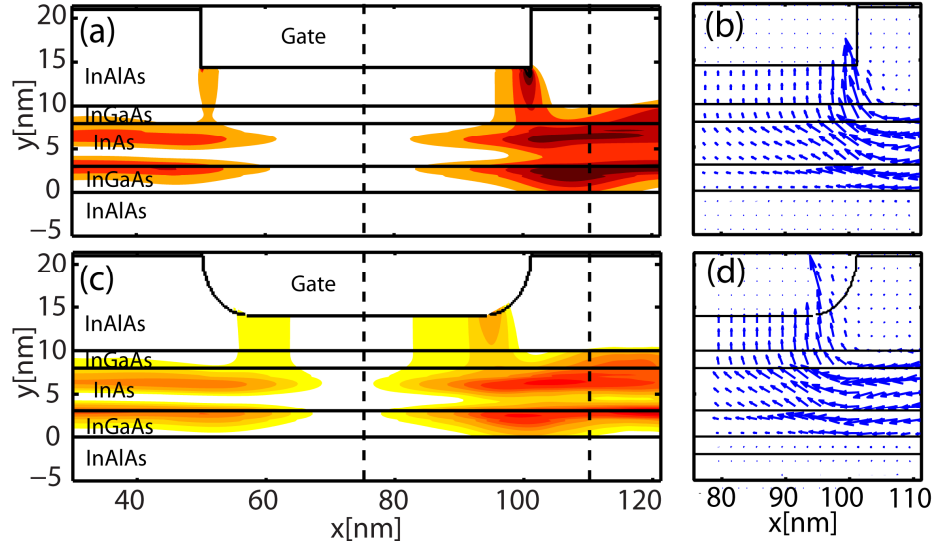 20
(a)
Gate
(b)
15
InAlAs
10
InGaAs
y[nm]
5
InAs
InGaAs
0
InAlAs
−5
20
(c)
Gate
(d)
15
InAlAs
10
InGaAs
y[nm]
5
InAs
InGaAs
0
InAlAs
−5
40 60 80 100 120
80 90 100 110
x[nm]
x[nm]